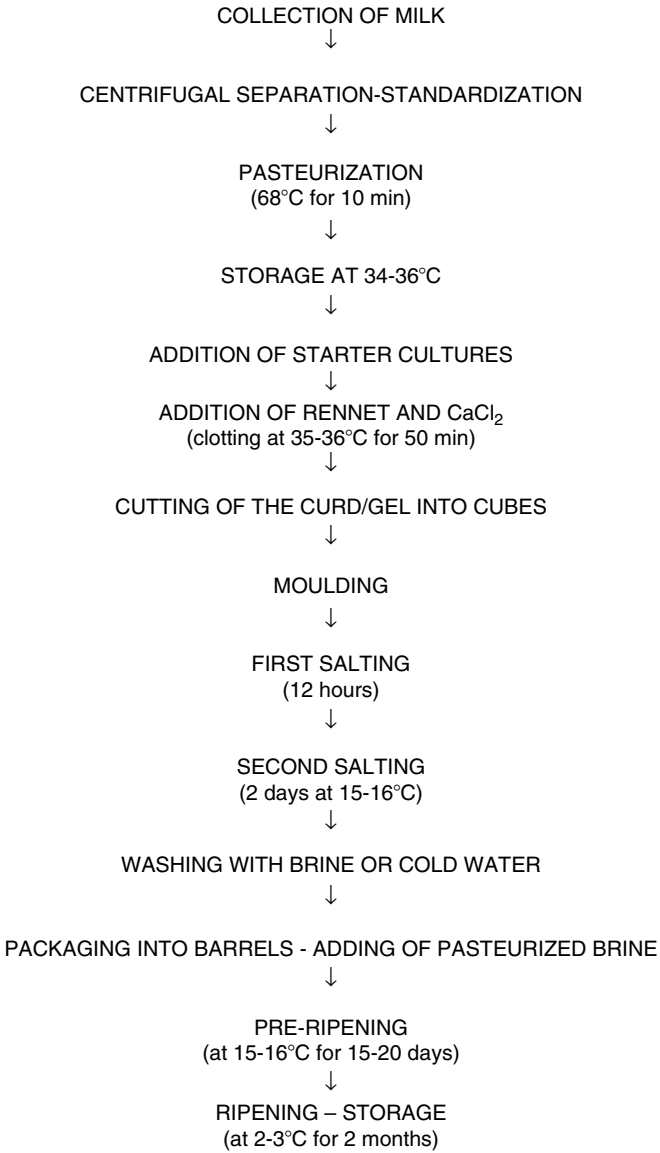 COLLECTION OF MILK
↓
CENTRIFUGAL SEPARATION-STANDARDIZATION
↓
PASTEURIZATION
(68°C for 10 min)
↓
STORAGE AT 34-36°C
↓
ADDITION OF STARTER CULTURES
↓
ADDITION OF RENNET AND CaCl₂
(clotting at 35-36°C for 50 min)
↓
CUTTING OF THE CURD/GEL INTO CUBES
↓
MOULDING
↓
FIRST SALTING
(12 hours)
↓
SECOND SALTING
(2 days at 15-16°C)
↓
WASHING WITH BRINE OR COLD WATER
↓
PACKAGING INTO BARRELS - ADDING OF PASTEURIZED BRINE
↓
PRE-RIPENING
(at 15-16°C for 15-20 days)
↓
RIPENING – STORAGE
(at 2-3°C for 2 months)